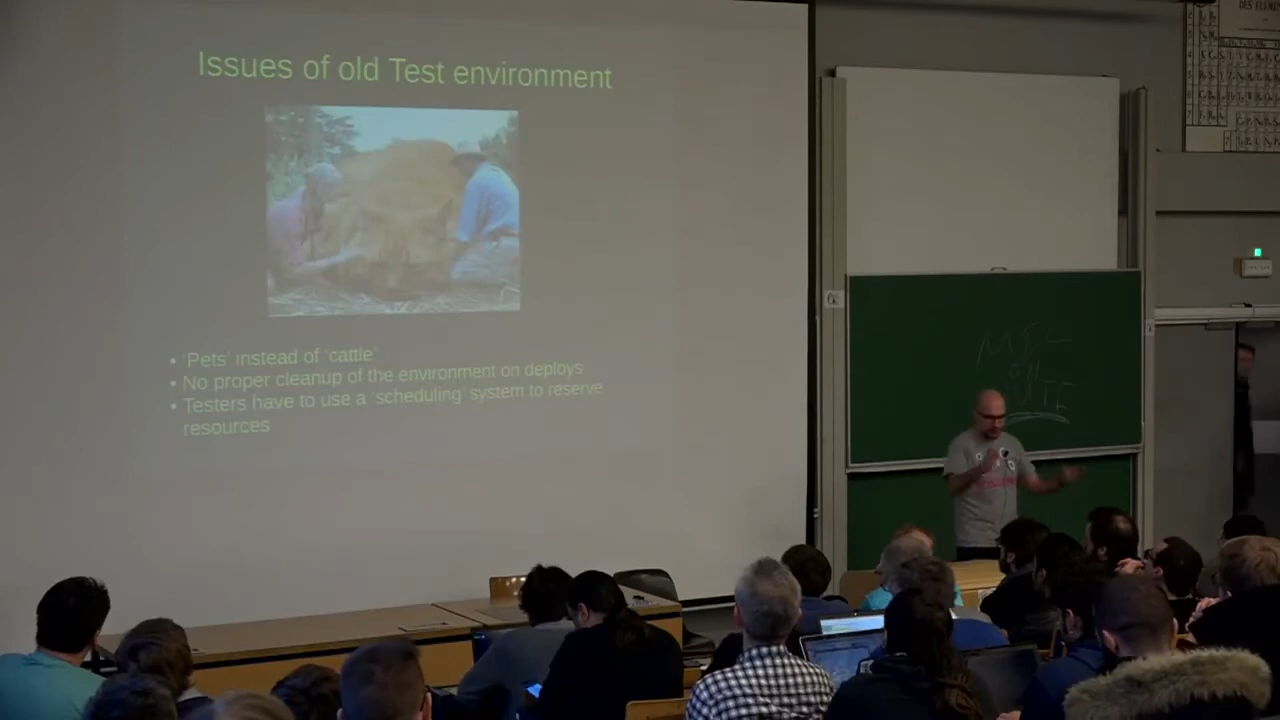 Issues of old Test environment
• 'Pets' instead of 'cattle'
• No proper cleanup of the environment on deploys
• Testers have to use a 'scheduling' system to reserve
resources
ON